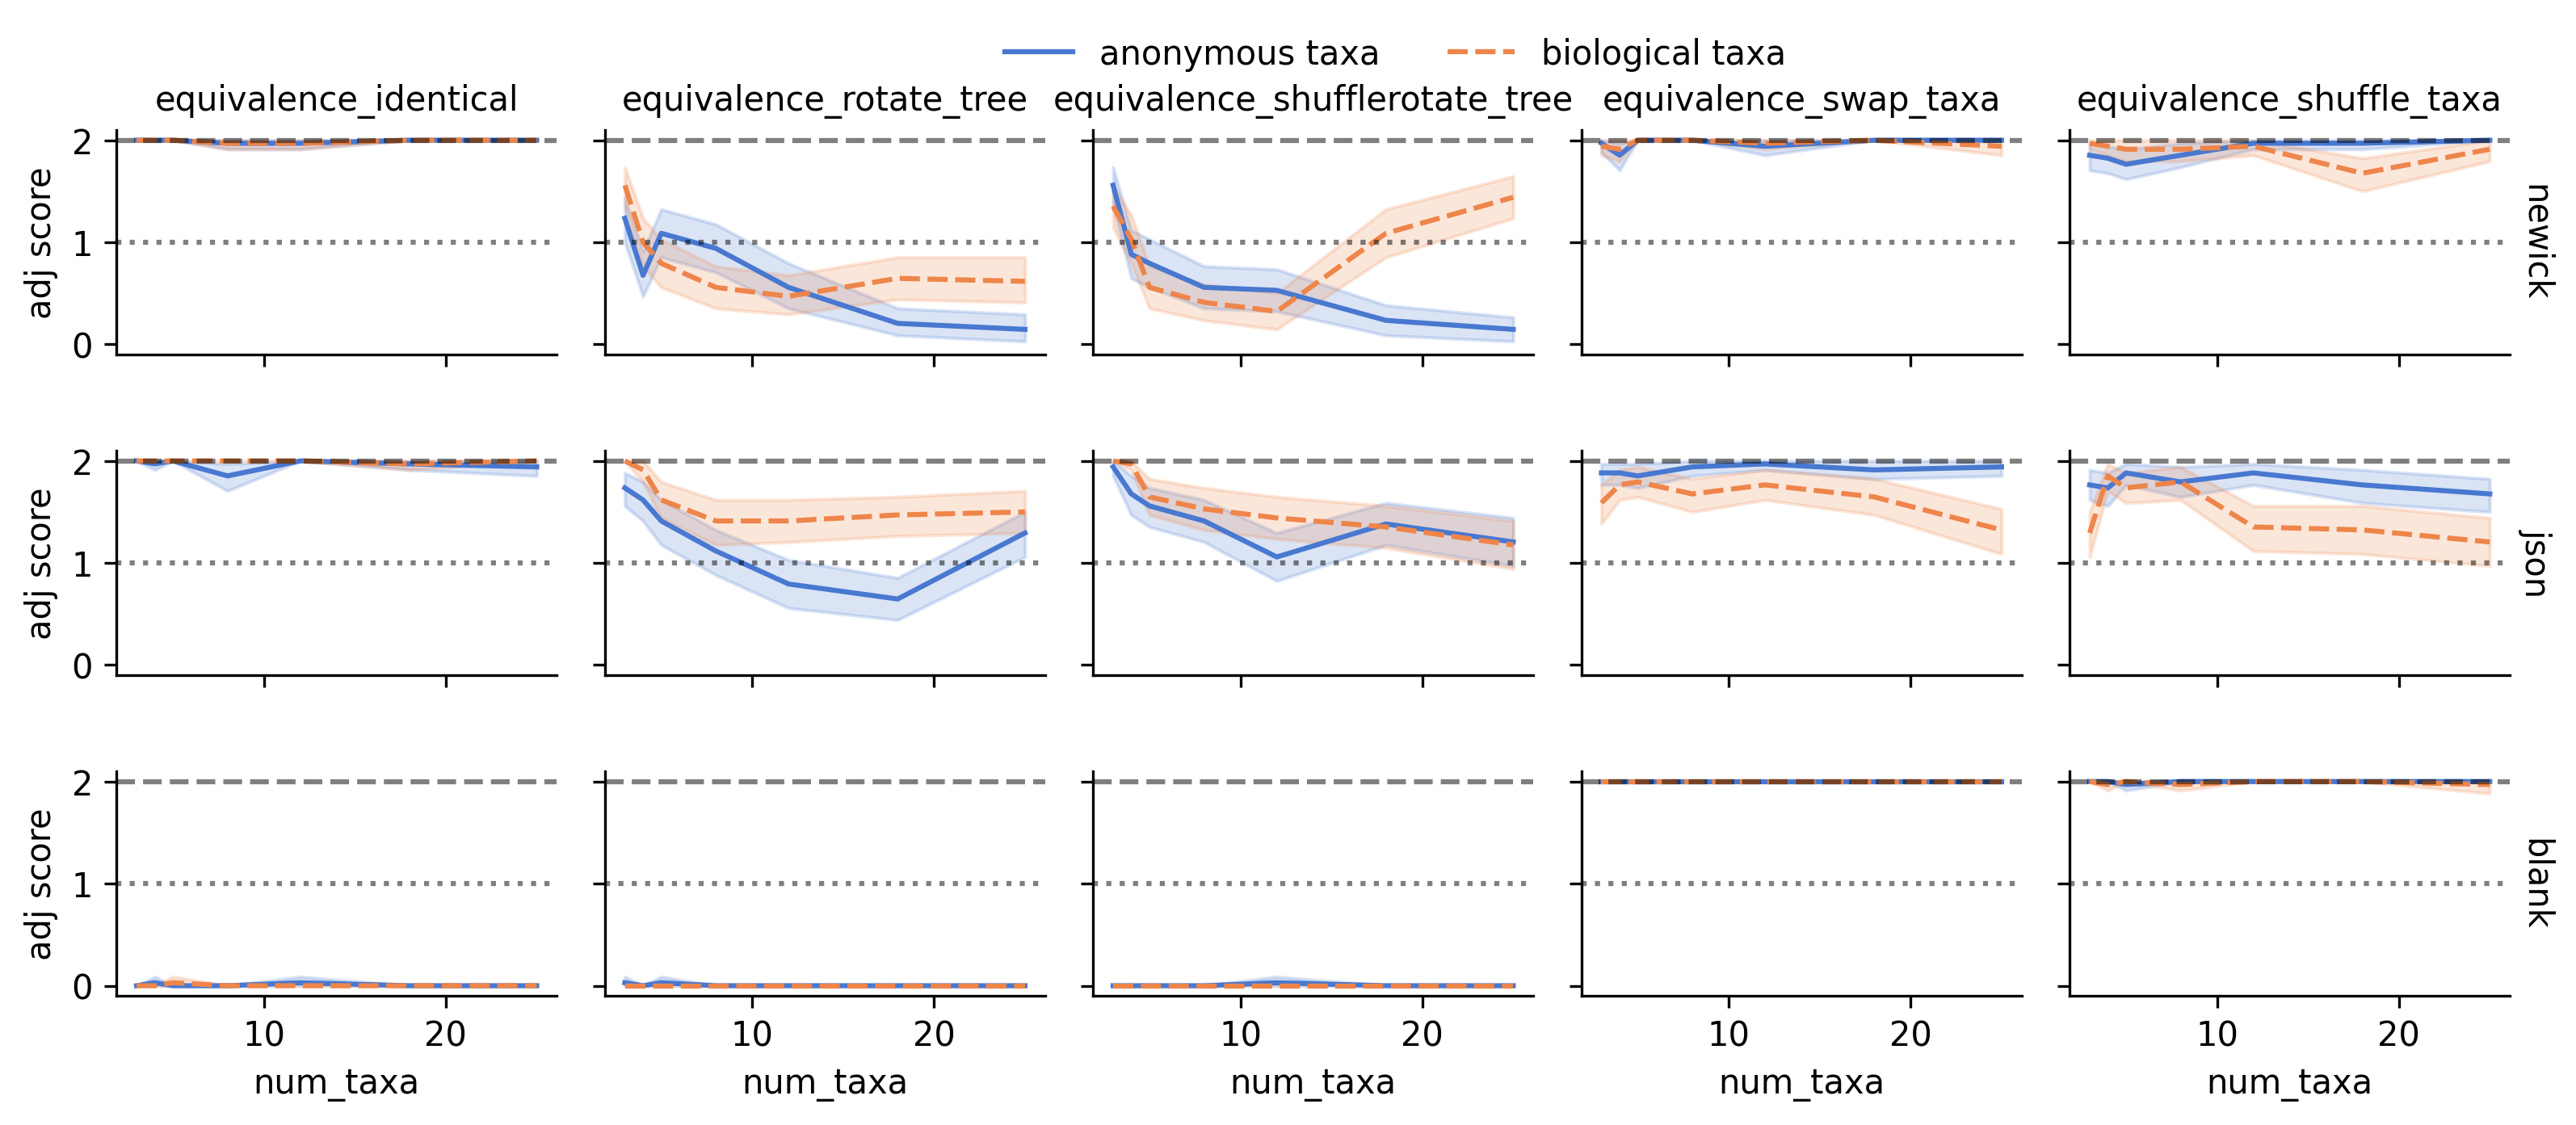 anonymous taxa biological taxa
equivalence_identical equivalence_rotate_tree equivalence_shufflerotate_tree equivalence_swap_taxa equivalence_shuffle_taxa
2
1
0
adj score
newick
2
1
0
adj score
json
2
1
0
adj score
blank
10 20 10 20 10 20 10 20 10 20
num_taxa num_taxa num_taxa num_taxa num_taxa